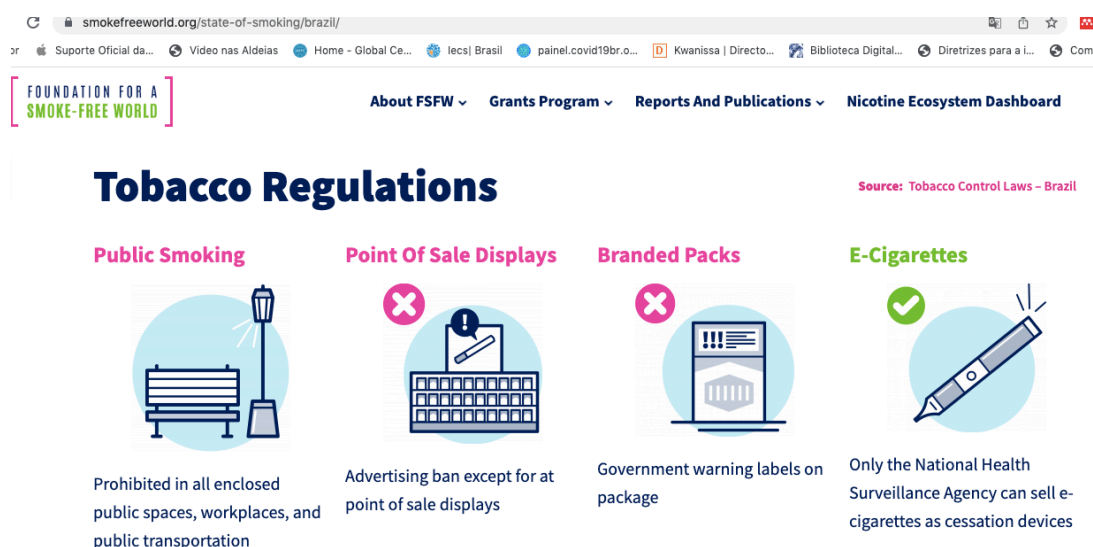 smokefreeworld.org/state-of-smoking/brazil/
Suporte Oficial da... Vídeo nas Aldeias Home - Global Ce... lecs| Brasil painel.covid19br.o... D Kwanissa | Directo... Biblioteca Digital... Diretrizes para a i... Com
FOUNDATION FOR A
SMOKE-FREE WORLD
About FSFW Grants Program Reports And Publications Nicotine Ecosystem Dashboard
Tobacco Regulations
Source: Tobacco Control Laws – Brazil
Public Smoking
Prohibited in all enclosed
public spaces, workplaces, and
public transportation
Point Of Sale Displays
Advertising ban except for at
point of sale displays
Branded Packs
Government warning labels on
package
E-Cigarettes
Only the National Health
Surveillance Agency can sell e-
cigarettes as cessation devices